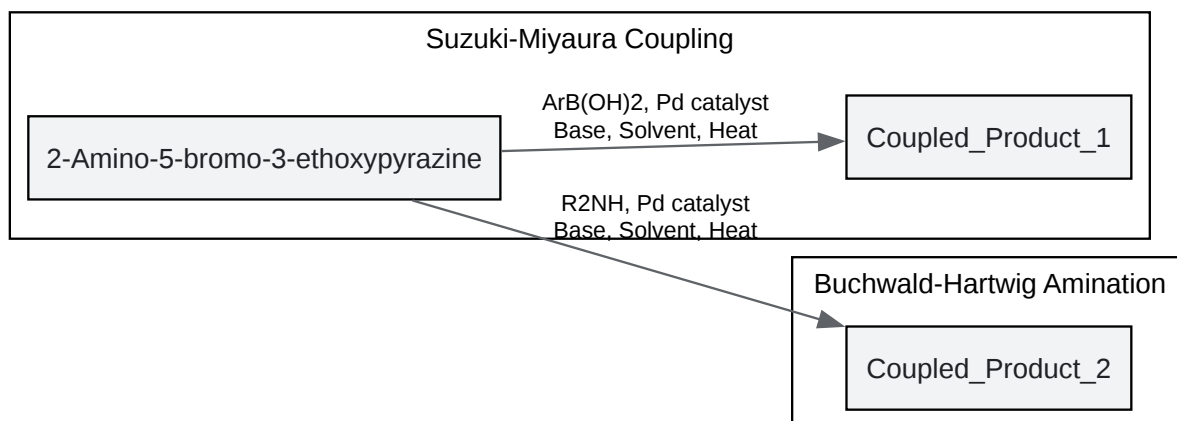 Suzuki-Miyaura Coupling
ArB(OH)2, Pd catalyst
Base, Solvent, Heat
2-Amino-5-bromo-3-ethoxypyrazine
Coupled_Product_1
R2NH, Pd catalyst
Base, Solvent, Heat
Buchwald-Hartwig Amination
Coupled_Product_2